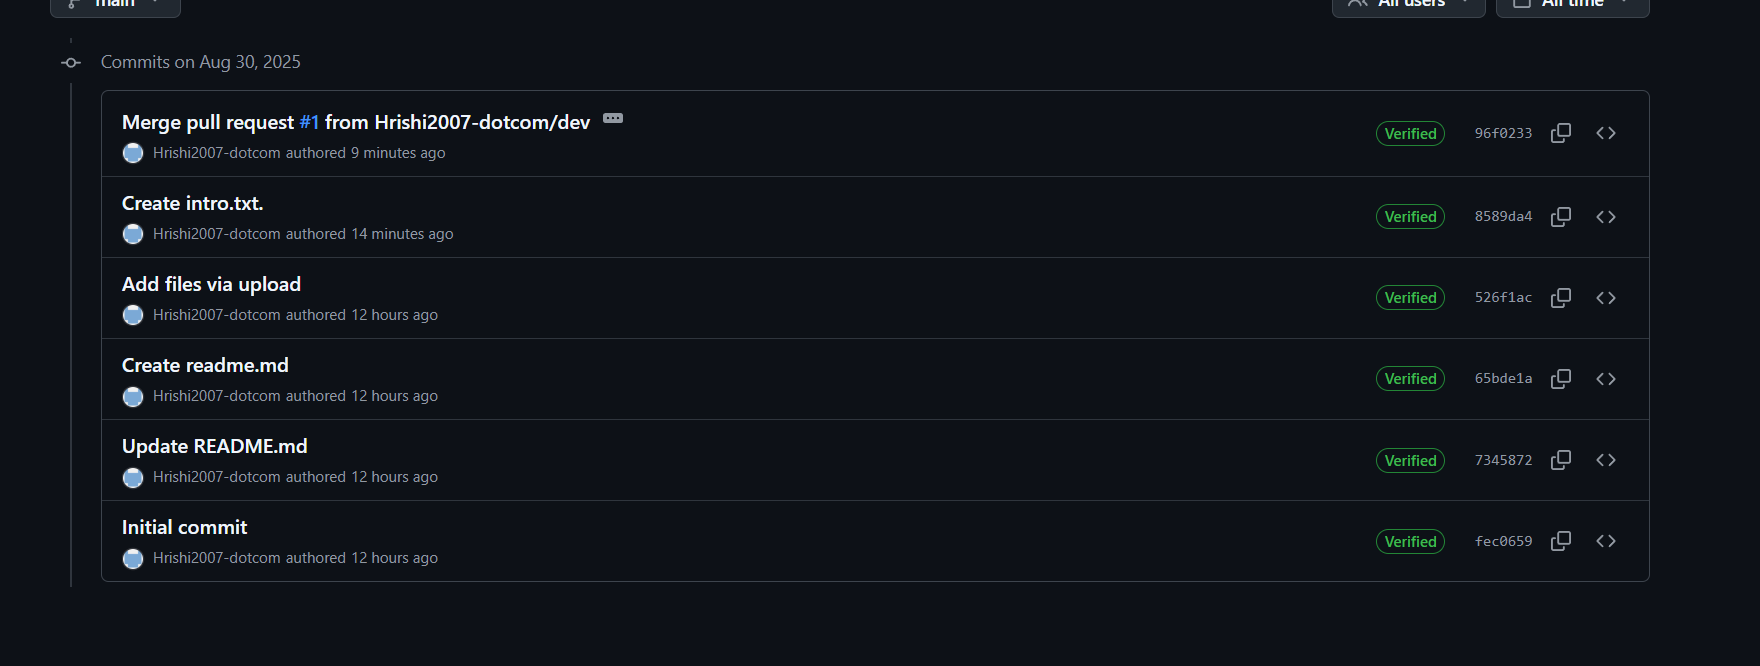 main
All users
All time
Commits on Aug 30, 2025
Merge pull request #1 from Hrishi2007-dotcom/dev
Hrishi2007-dotcom authored 9 minutes ago
Verified
96f0233
Create intro.txt.
Hrishi2007-dotcom authored 14 minutes ago
Verified
8589da4
Add files via upload
Hrishi2007-dotcom authored 12 hours ago
Verified
526f1ac
Create readme.md
Hrishi2007-dotcom authored 12 hours ago
Verified
65bde1a
Update README.md
Hrishi2007-dotcom authored 12 hours ago
Verified
7345872
Initial commit
Hrishi2007-dotcom authored 12 hours ago
Verified
fec0659